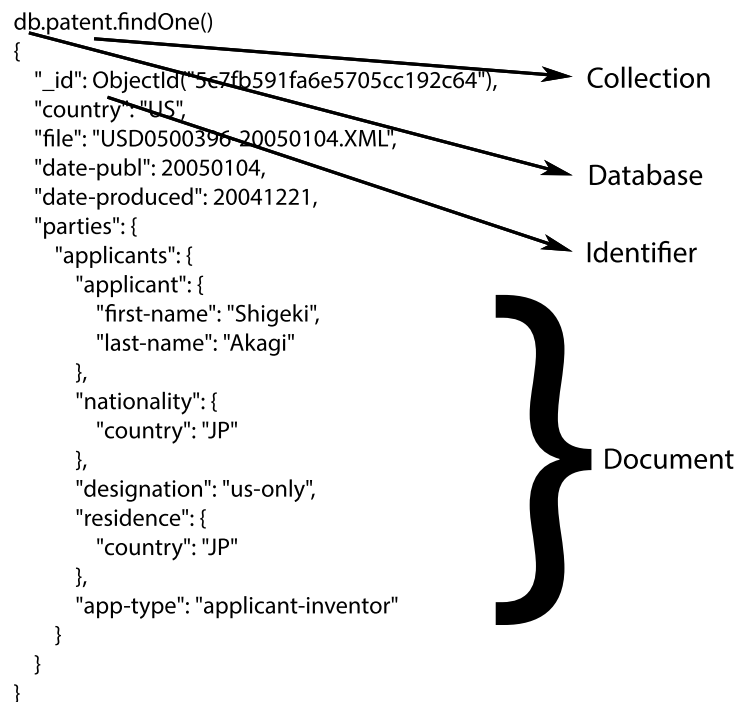 db.patent.findOne()
{
"_id": ObjectId("5c7fb591fa6e5705cc192c64"),
Collection
"country": "US",
"file": "USD0500396-20050104.XML",
"date-publ": 20050104,
Database
"date-produced": 20041221,
"parties": {
"applicants": {
Identifier
"applicant": {
"first-name": "Shigeki",
"last-name": "Akagi"
},
"nationality": {
"country": "JP"
},
Document
"designation": "us-only",
"residence": {
"country": "JP"
},
"app-type": "applicant-inventor"
}
}
}